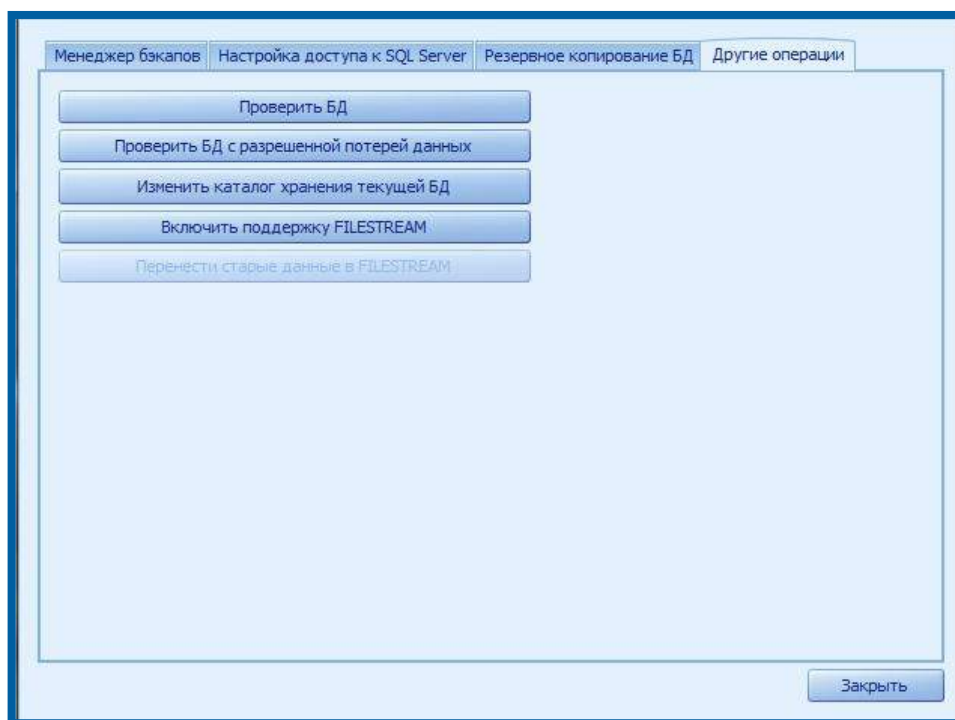 Менеджер бэкапов Настройка доступа к SQL Server Резервное копирование БД Другие операции
Проверить БД
Проверить БД с разрешенной потерей данных
Изменить каталог хранения текущей БД
Включить поддержку FILESTREAM
Перенести старые данные в FILESTREAM
Закрыть